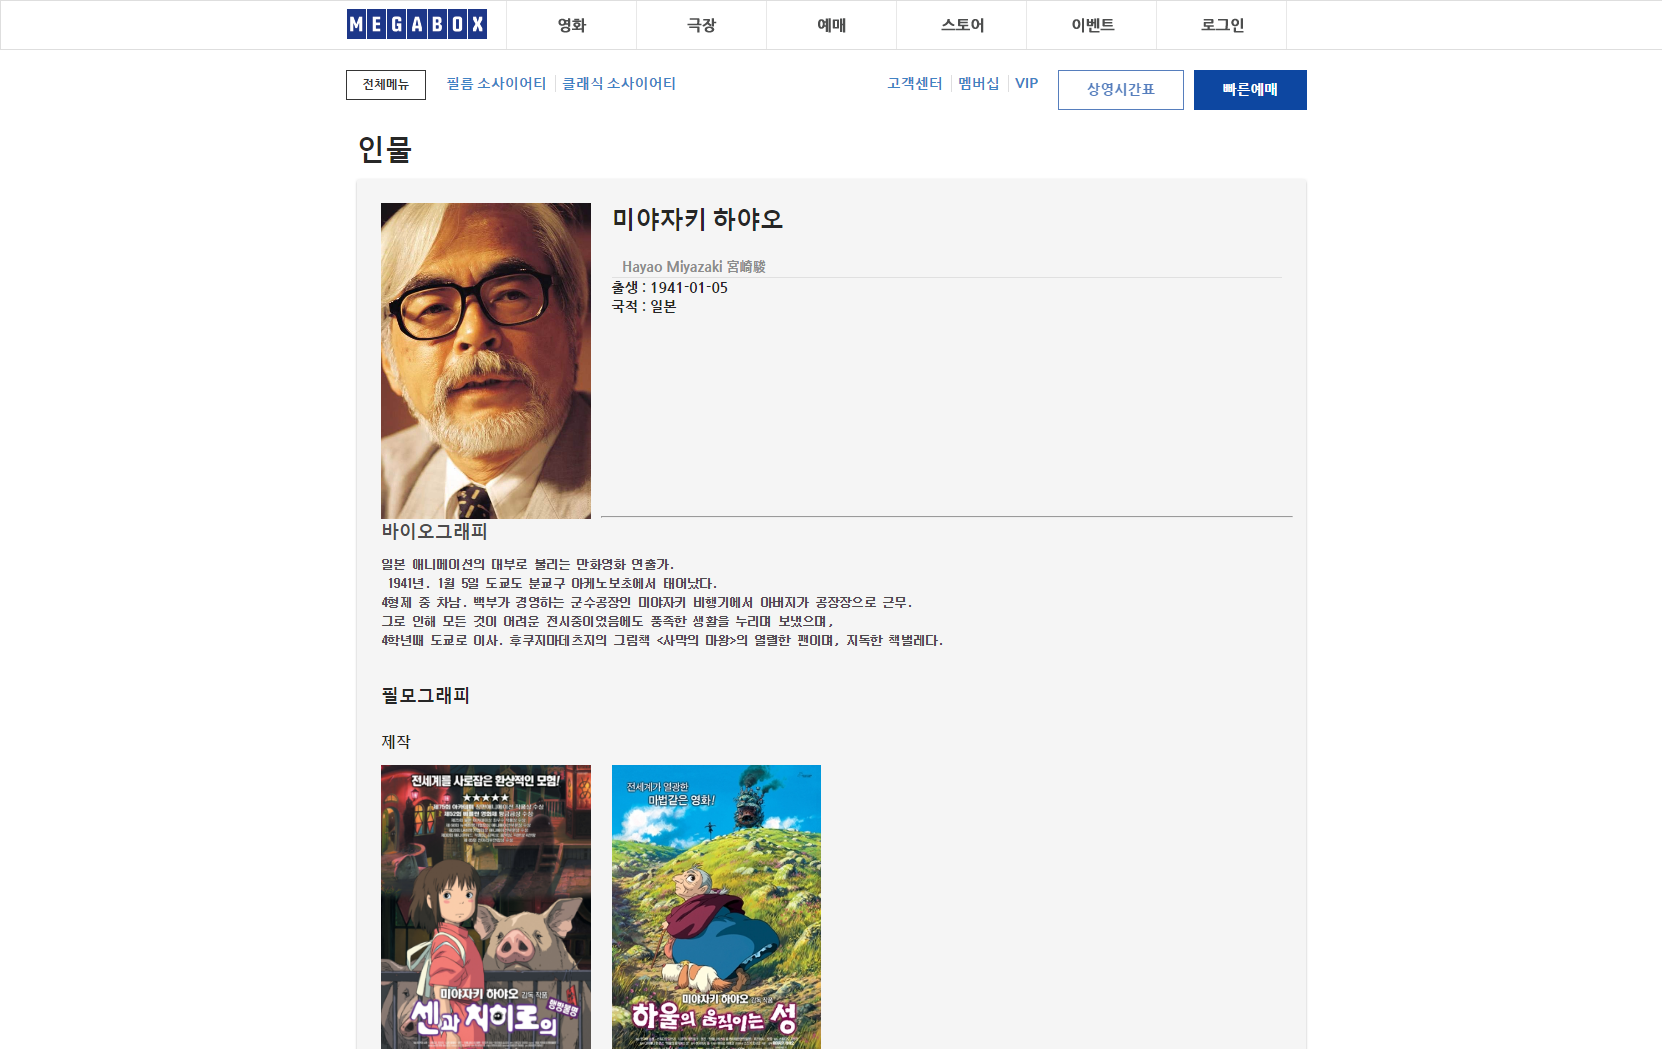 MEGABOX
영화
극장
예매
스토어
이벤트
로그인
전체메뉴
필름 소사이어티
클래식 소사이어티
고객센터
멤버십
VIP
상영시간표
빠른예매
인물
미야자키 하야오
Hayao Miyazaki 宮崎駿
출생 : 1941-01-05
국적 : 일본
바이오그래피
일본 애니메이션의 대부로 불리는 만화영화 연출가.
1941년. 1월 5일 도쿄도 분교구 아케노보초에서 태어났다.
4형제 중 차남. 백부가 경영하는 군수공장인 미야자키 비행기에서 아버지가 공장장으로 근무.
그로 인해 모든 것이 어려운 전시중이었음에도 풍족한 생활을 누리며 보냈으며,
4학년때 도쿄로 이사. 후쿠지마데츠지의 그림책 <사막의 마왕>의 열렬한 팬이며, 지독한 책벌레다.
필모그래피
제작
전세계를 사로잡은 환상적인 모험!
★★★★★
미야자키 하야오 감독 작품
센과 치히로의
행방불명
전세계가 열광한
마법같은 영화!
미야자키 하야오 감독 작품
하울의 움직이는 성